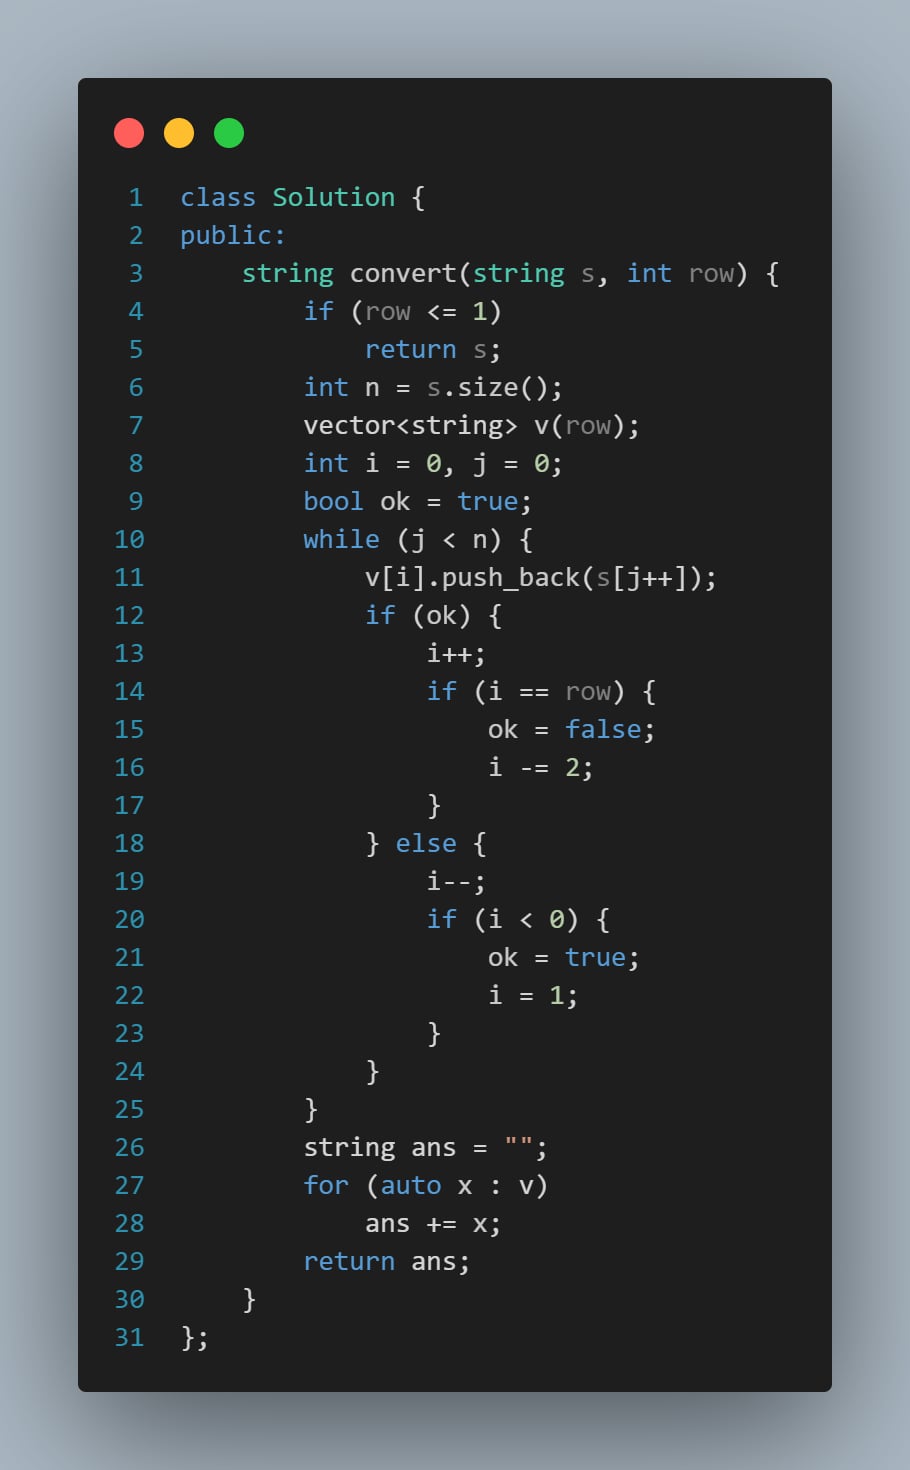 1 class Solution {
2 public:
3     string convert(string s, int row) {
4         if (row <= 1)
5             return s;
6         int n = s.size();
7         vector<string> v(row);
8         int i = 0, j = 0;
9         bool ok = true;
10         while (j < n) {
11             v[i].push_back(s[j++]);
12             if (ok) {
13                 i++;
14                 if (i == row) {
15                     ok = false;
16                     i -= 2;
17                 }
18             } else {
19                 i--;
20                 if (i < 0) {
21                     ok = true;
22                     i = 1;
23                 }
24             }
25         }
26         string ans = "";
27         for (auto x : v)
28             ans += x;
29         return ans;
30     }
31 };